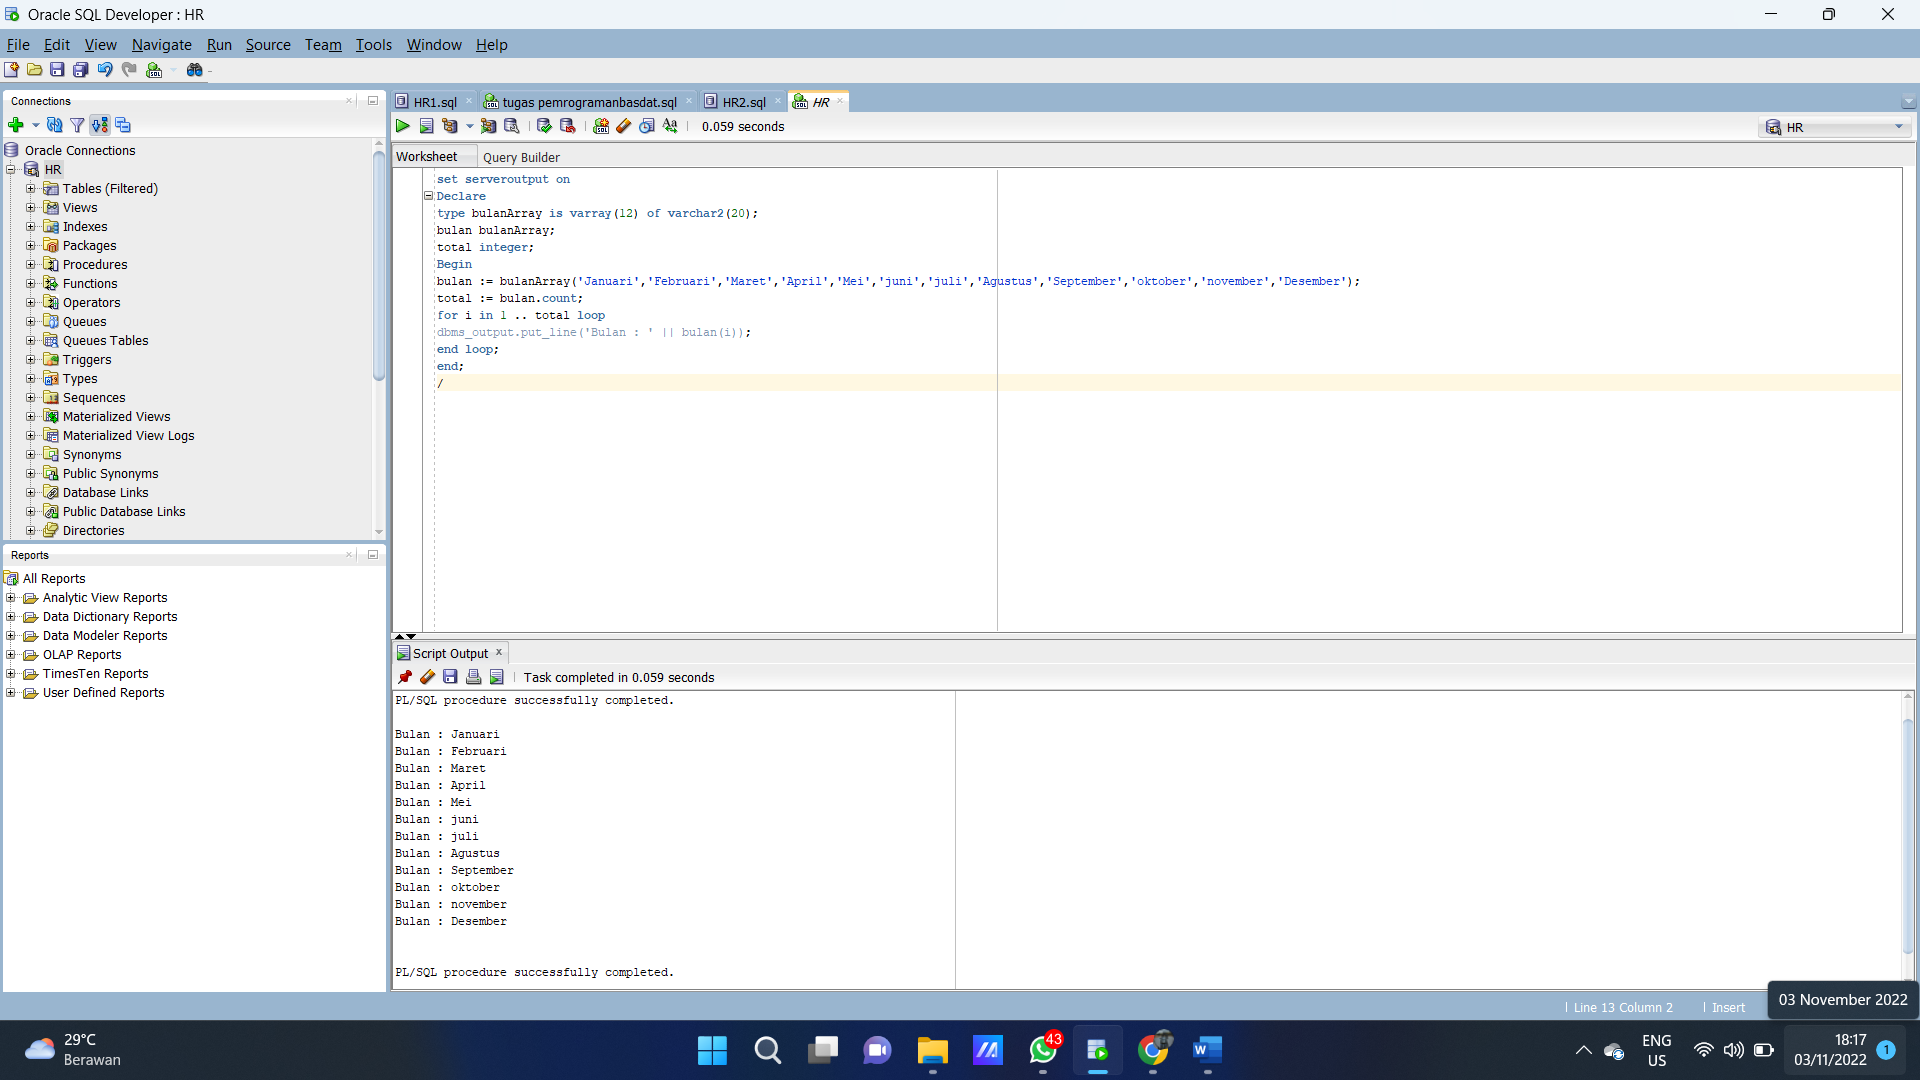 Oracle SQL Developer : HR
File Edit View Navigate Run Source Team Tools Window Help
Connections
Oracle Connections
HR
Tables (Filtered)
Views
Indexes
Packages
Procedures
Functions
Operators
Queues
Queues Tables
Triggers
Types
Sequences
Materialized Views
Materialized View Logs
Synonyms
Public Synonyms
Database Links
Public Database Links
Directories
Reports
All Reports
Analytic View Reports
Data Dictionary Reports
Data Modeler Reports
OLAP Reports
TimesTen Reports
User Defined Reports
HR1.sql tugas pemrogramanbasdat.sql HR2.sql HR
0.059 seconds
HR
Worksheet Query Builder
set serveroutput on
Declare
type bulanArray is varray(12) of varchar2(20);
bulan bulanArray;
total integer;
Begin
bulan := bulanArray('Januari','Februari','Maret','April','Mei','juni','juli','Agustus','September','oktober','november','Desember');
total := bulan.count;
for i in 1 .. total loop
dbms_output.put_line('Bulan : ' || bulan(i));
end loop;
end;
/
Script Output
Task completed in 0.059 seconds
PL/SQL procedure successfully completed.
Bulan : Januari
Bulan : Februari
Bulan : Maret
Bulan : April
Bulan : Mei
Bulan : juni
Bulan : juli
Bulan : Agustus
Bulan : September
Bulan : oktober
Bulan : november
Bulan : Desember
PL/SQL procedure successfully completed.
Line 13 Column 2 Insert
03 November 2022
29°C
Berawan
43
ENG
US
18:17
03/11/2022
1